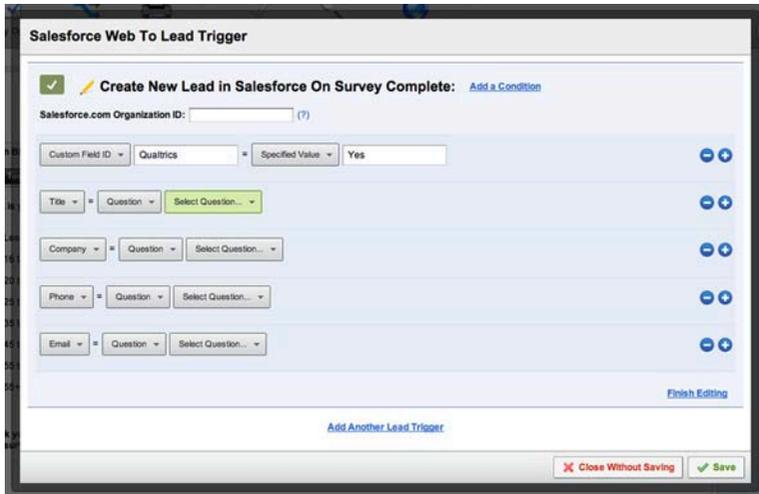 Salesforce Web To Lead Trigger
Create New Lead in Salesforce On Survey Complete: Add a Condition
Salesforce.com Organization ID: (?)
Custom Field ID Qualtrics = Specified Value Yes
Title = Question Select Question...
Company = Question Select Question...
Phone = Question Select Question...
Email = Question Select Question...
Finish Editing
Add Another Lead Trigger
Close Without Saving Save